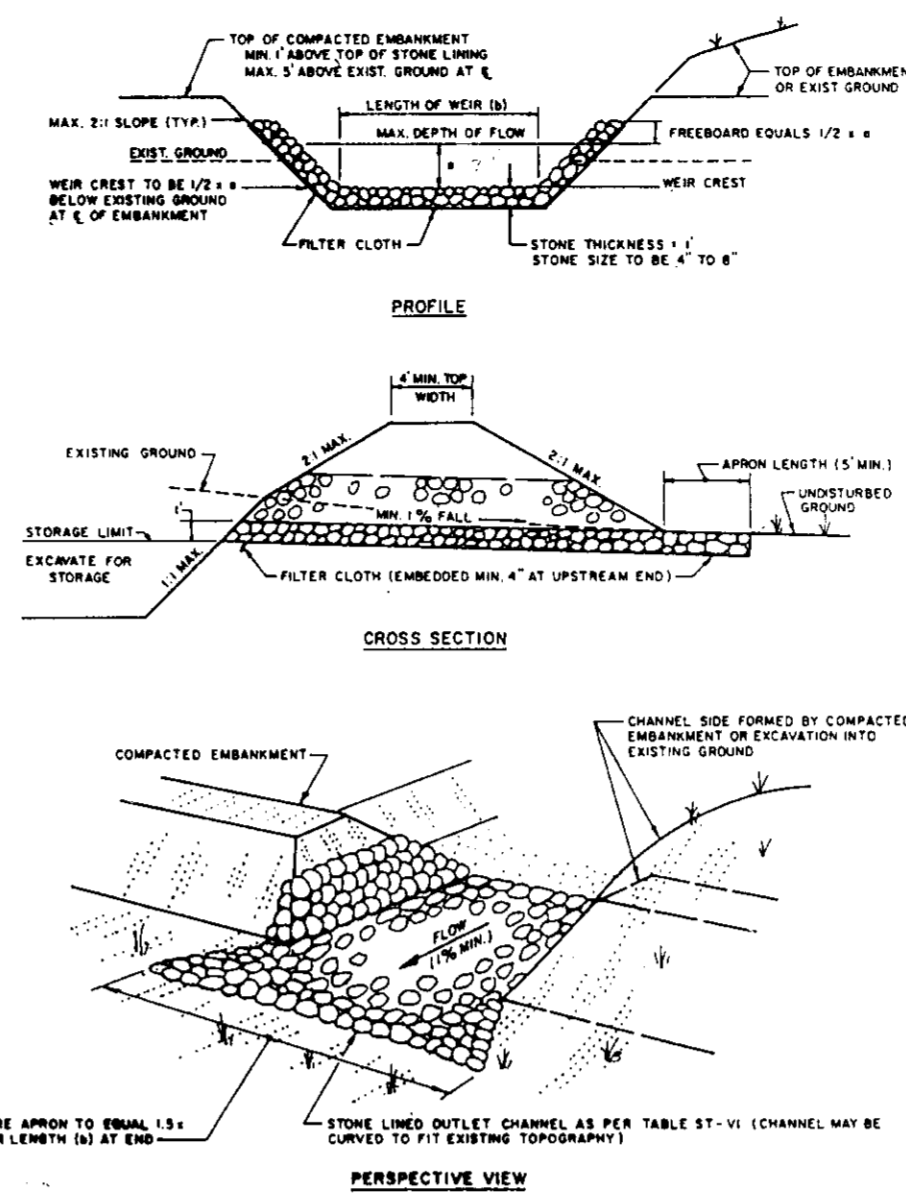 TOP OF COMPACTED EMBANKMENT
MIN. 1' ABOVE TOP OF STONE LINING
MAX. 5' ABOVE EXIST. GROUND AT ℄
TOP OF EMBANKMEN
OR EXIST GROUND
LENGTH OF WEIR (b)
MAX. 2:1 SLOPE (TYP.)
MAX. DEPTH OF FLOW
FREEBOARD EQUALS 1/2 x a
EXIST. GROUND
a
WEIR CREST TO BE 1/2 x a
BELOW EXISTING GROUND
AT ℄ OF EMBANKMENT
WEIR CREST
FILTER CLOTH
STONE THICKNESS = 1'
STONE SIZE TO BE 4" TO 8"
PROFILE
4' MIN. TOP
WIDTH
EXISTING GROUND
2:1 MAX.
2:1 MAX.
APRON LENGTH (5' MIN.)
UNDISTURBED
GROUND
1'
MIN. 1% FALL
STORAGE LIMIT
EXCAVATE FOR
STORAGE
1:1 MAX.
FILTER CLOTH (EMBEDDED MIN. 4" AT UPSTREAM END)
CROSS SECTION
CHANNEL SIDE FORMED BY COMPACTED
EMBANKMENT OR EXCAVATION INTO
EXISTING GROUND
COMPACTED EMBANKMENT
FLOW
(1% MIN.)
RE APRON TO EQUAL 1.5 x
R LENGTH (b) AT END
STONE LINED OUTLET CHANNEL AS PER TABLE ST-VI (CHANNEL MAY BE
CURVED TO FIT EXISTING TOPOGRAPHY)
PERSPECTIVE VIEW